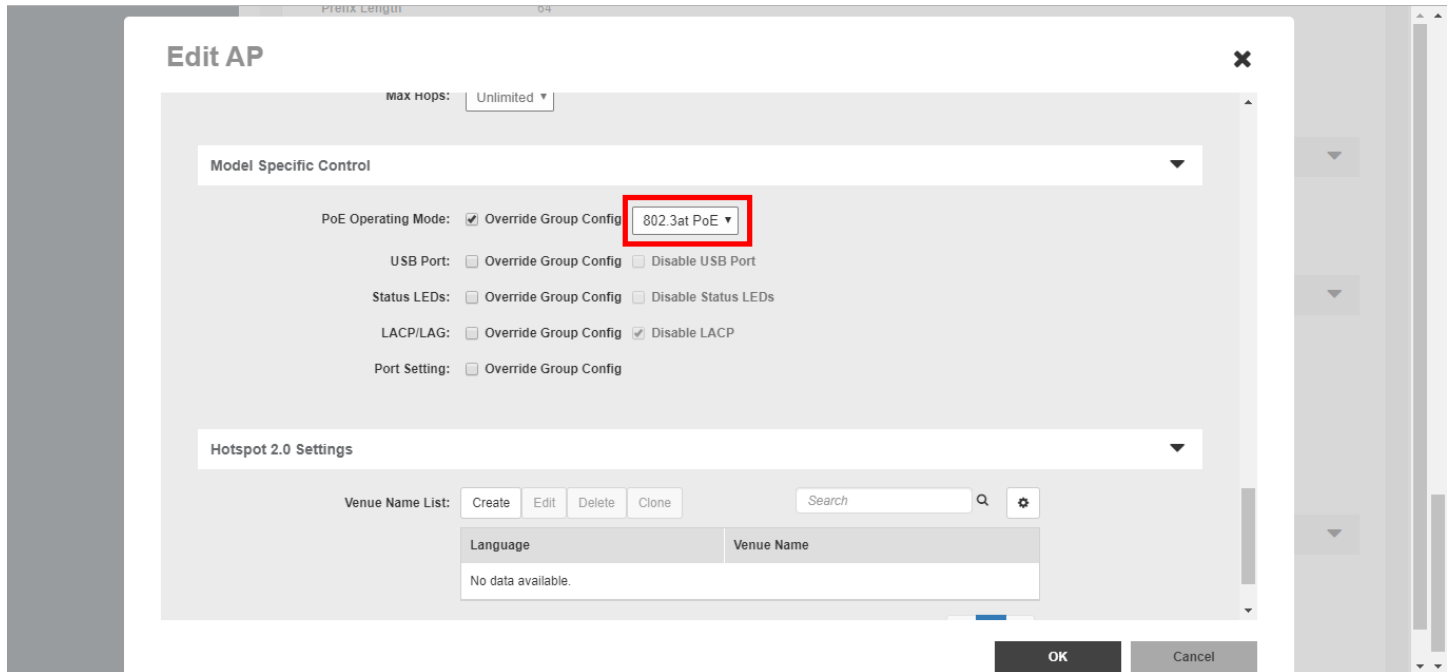 Prefix Length 64
Edit AP
Max Hops: Unlimited
Model Specific Control
PoE Operating Mode: Override Group Config 802.3at PoE
USB Port: Override Group Config Disable USB Port
Status LEDs: Override Group Config Disable Status LEDs
LACP/LAG: Override Group Config Disable LACP
Port Setting: Override Group Config
Hotspot 2.0 Settings
Venue Name List: Create Edit Delete Clone Search
Language Venue Name
No data available.
OK Cancel